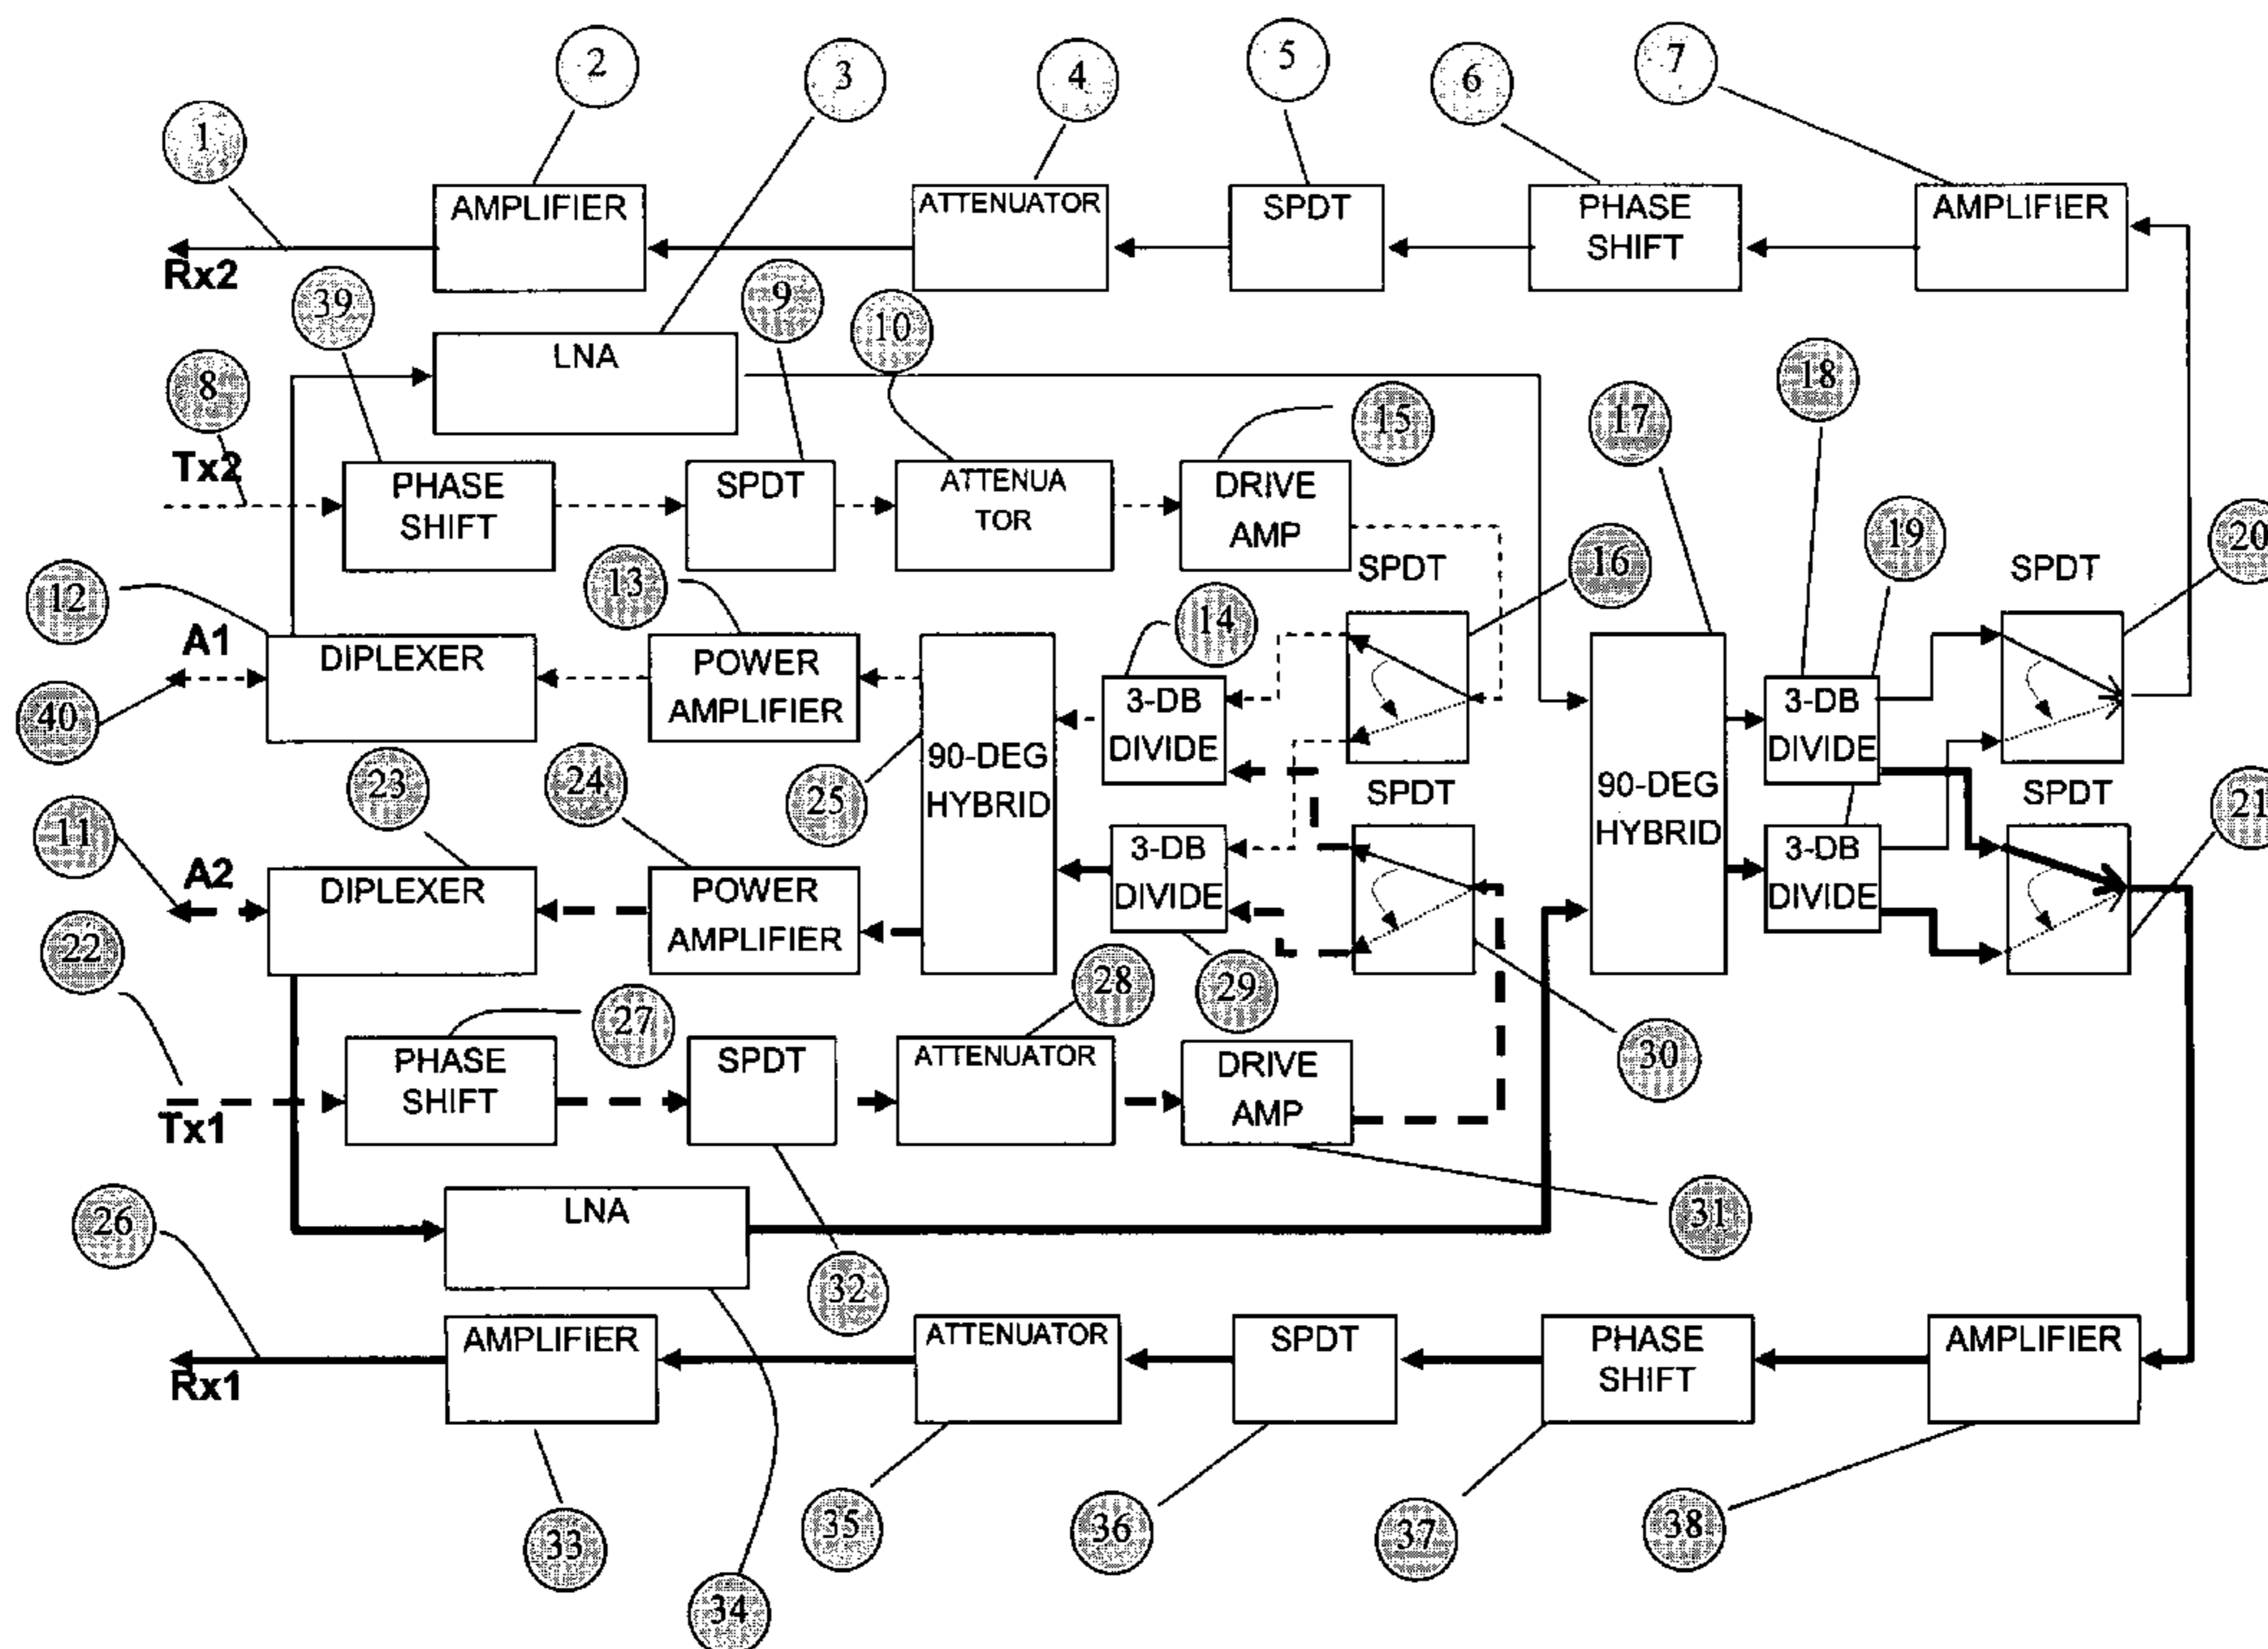 2
3
4
5
6
7
1
AMPLIFIER
ATTENUATOR
SPDT
PHASE
SHIFT
AMPLIFIER
Rx2
39
9
10
LNA
8
18
15
17
Tx2
PHASE
SHIFT
SPDT
ATTENUA
TOR
DRIVE
AMP
19
20
12
13
16
SPDT
SPDT
14
A1
DIPLEXER
POWER
AMPLIFIER
3-DB
DIVIDE
3-DB
DIVIDE
40
23
24
25
90-DEG
HYBRID
SPDT
90-DEG
HYBRID
SPDT
21
11
A2
DIPLEXER
POWER
AMPLIFIER
3-DB
DIVIDE
3-DB
DIVIDE
22
28
29
27
30
PHASE
SHIFT
SPDT
ATTENUATOR
DRIVE
AMP
Tx1
26
LNA
31
32
AMPLIFIER
ATTENUATOR
SPDT
PHASE
SHIFT
AMPLIFIER
Rx1
33
35
36
37
38
34